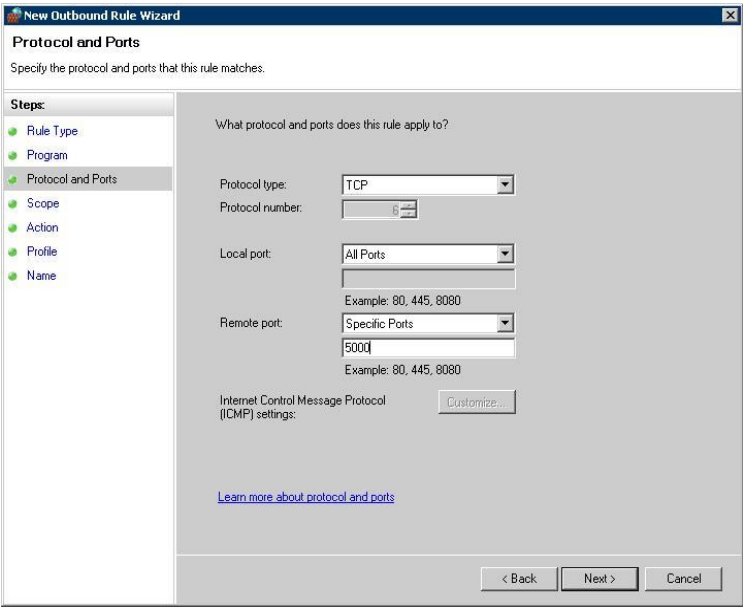 New Outbound Rule Wizard
Protocol and Ports
Specify the protocol and ports that this rule matches.
Steps:
Rule Type
Program
Protocol and Ports
Scope
Action
Profile
Name
What protocol and ports does this rule apply to?
Protocol type: TCP
Protocol number: 6
Local port: All Ports
Example: 80, 445, 8080
Remote port: Specific Ports
5000
Example: 80, 445, 8080
Internet Control Message Protocol Customize...
(ICMP) settings:
Learn more about protocol and ports
< Back Next > Cancel